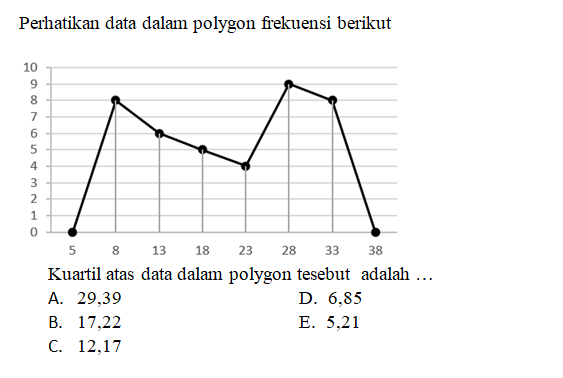 Perhatikan data dalam polygon frekuensi berikut
10
9
8
7
6
5
4
3
2
1
0
5 8 13 18 23 28 33 38
Kuartil atas data dalam polygon tesebut adalah …
A. 29,39 D. 6,85
B. 17,22 E. 5,21
C. 12,17